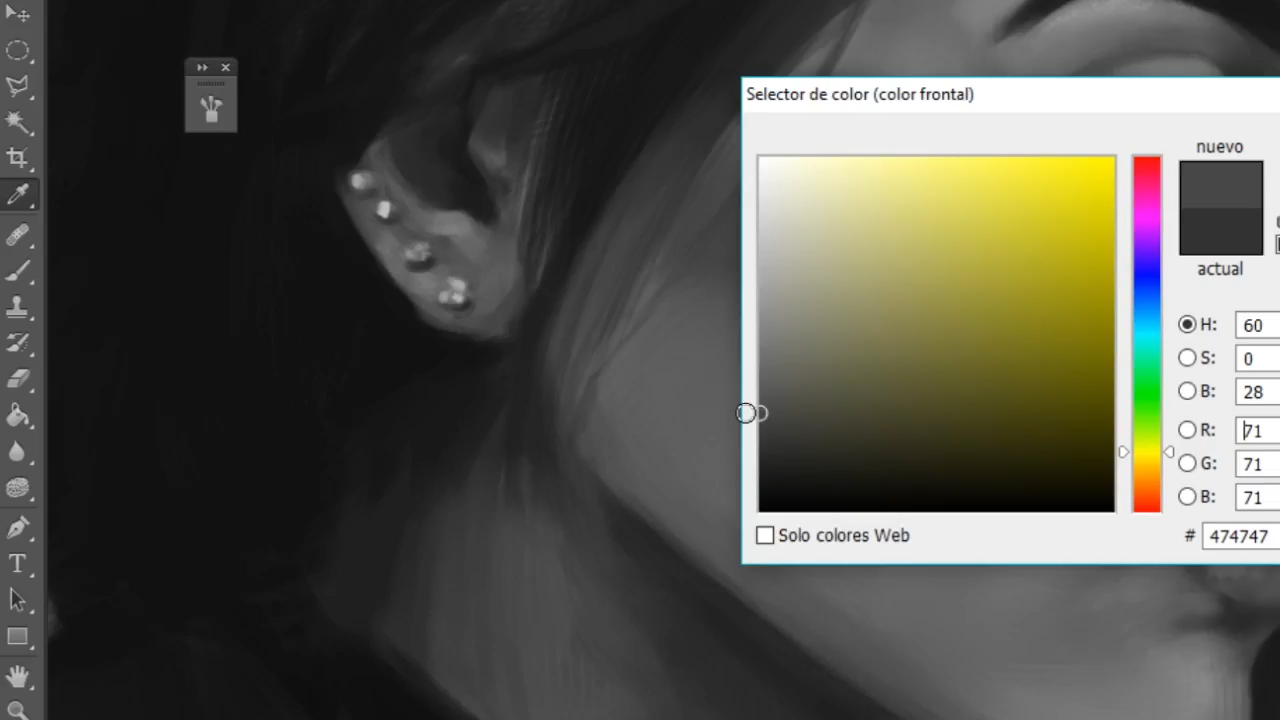 Selector de color (color frontal)
nuevo
actual
H: 60
S: 0
B: 28
R: 71
G: 71
B: 71
Solo colores Web
# 474747
T